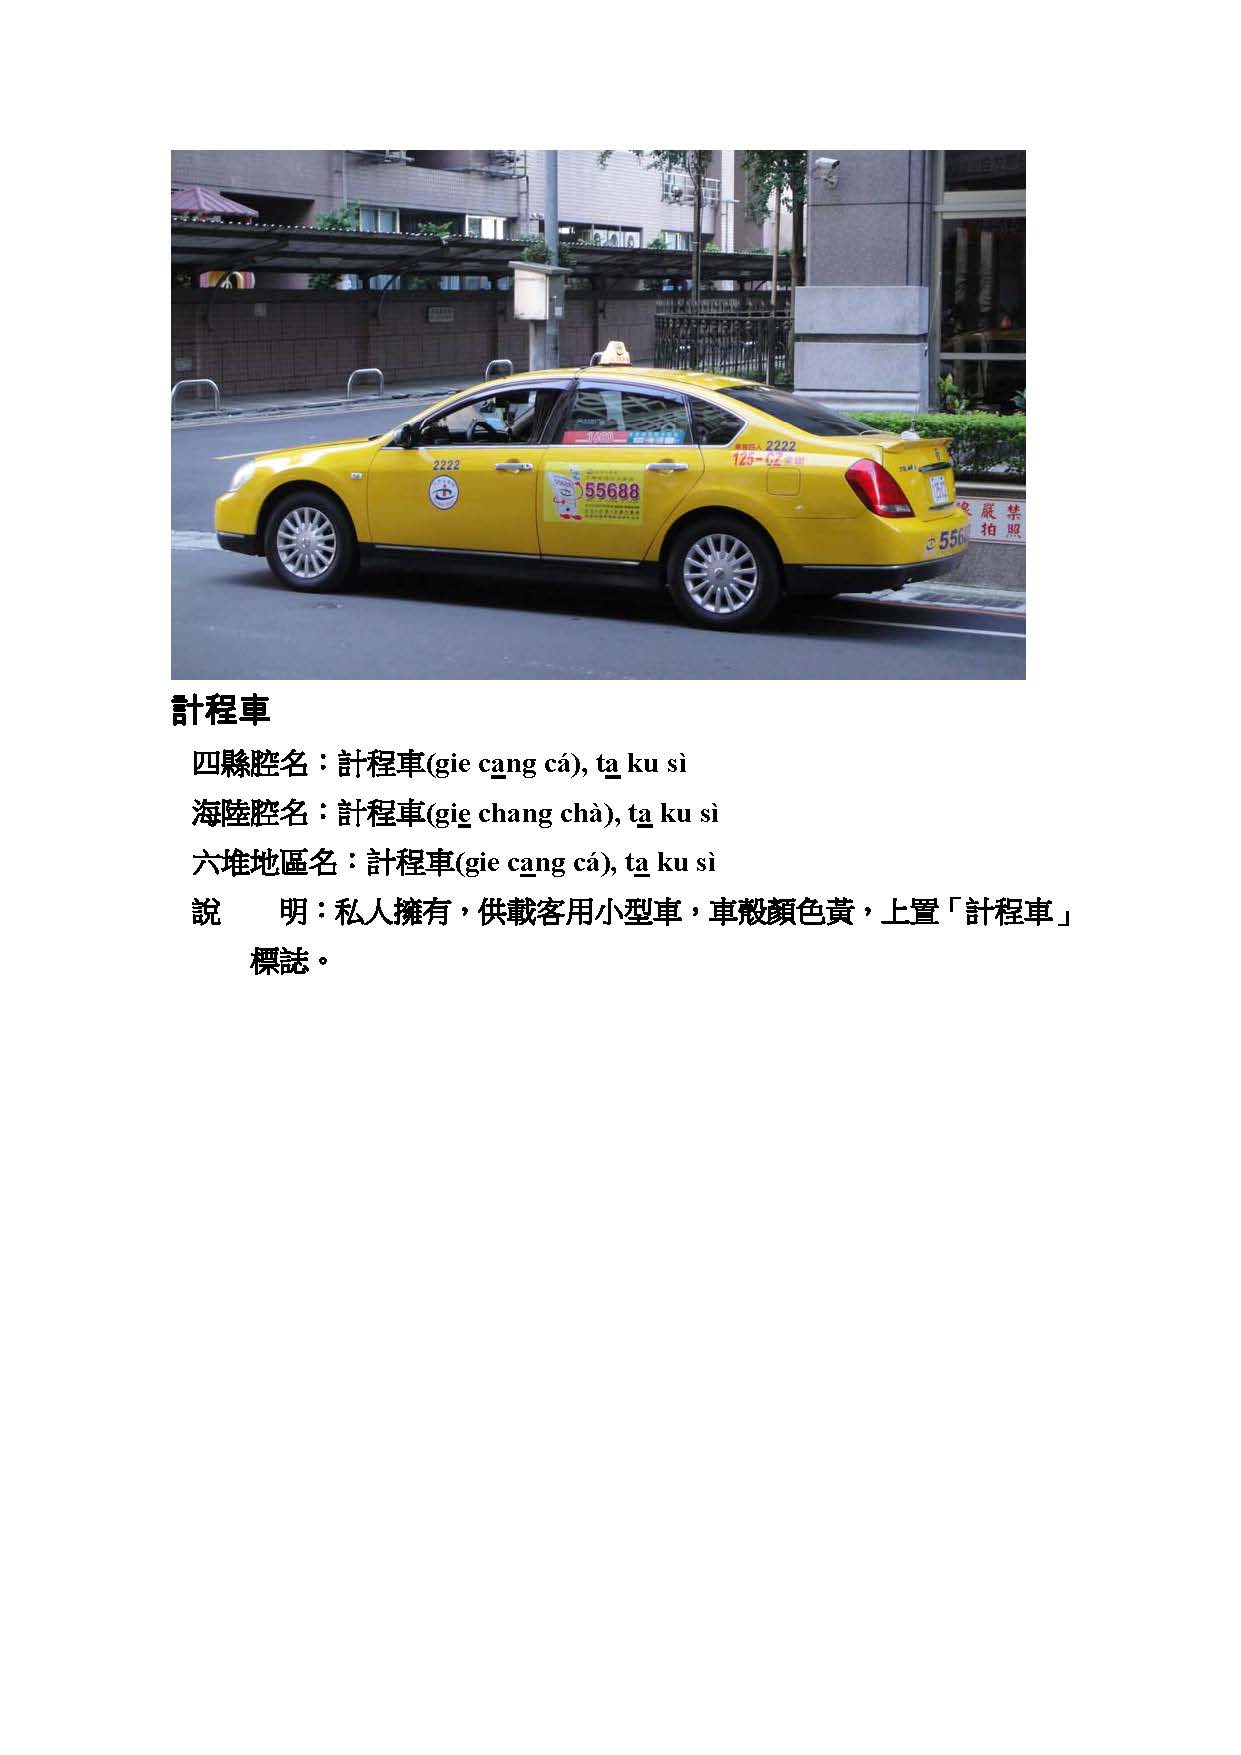 2222
55688
2222
125-C2
1688
556
嚴禁
拍照
計程車
四縣腔名：計程車(gie cang cá), ta ku sì
海陸腔名：計程車(gie chang chà), ta ku sì
六堆地區名：計程車(gie cang cá), ta ku sì
說　　明：私人擁有，供載客用小型車，車殼顏色黃，上置「計程車」
標誌。